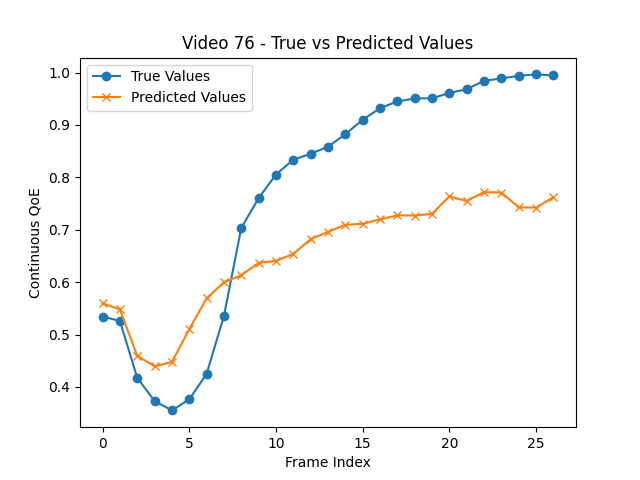 Video 76 - True vs Predicted Values
True Values
Predicted Values
1.0
0.9
0.8
0.7
0.6
0.5
0.4
Continuous QoE
0
5
10
15
20
25
Frame Index